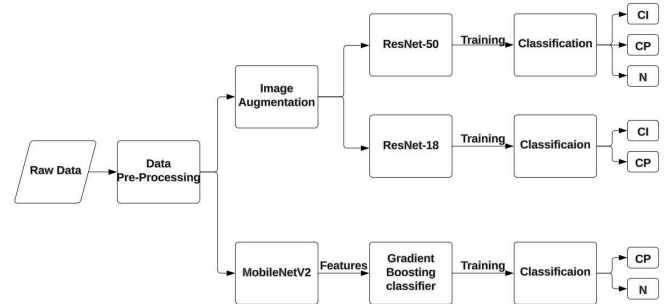 CI
ResNet-50
Training
Classification
CP
N
Image
Augmentation
ResNet-18
Training
Classificaion
CI
CP
Raw Data
Data
Pre-Processing
MobileNetV2
Features
Gradient
Boosting
classifier
Training
Classificaion
CP
N